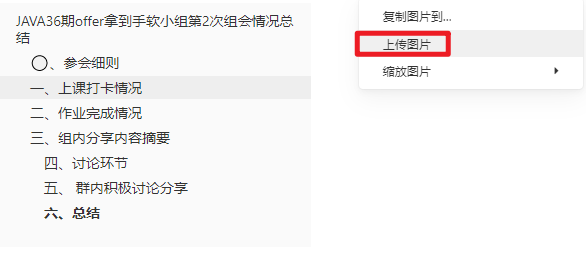 JAVA36期offer拿到手软小组第2次组会情况总
结
〇、参会细则
一、上课打卡情况
二、作业完成情况
三、组内分享内容摘要
四、讨论环节
五、 群内积极讨论分享
六、总结
复制图片到...
上传图片
缩放图片